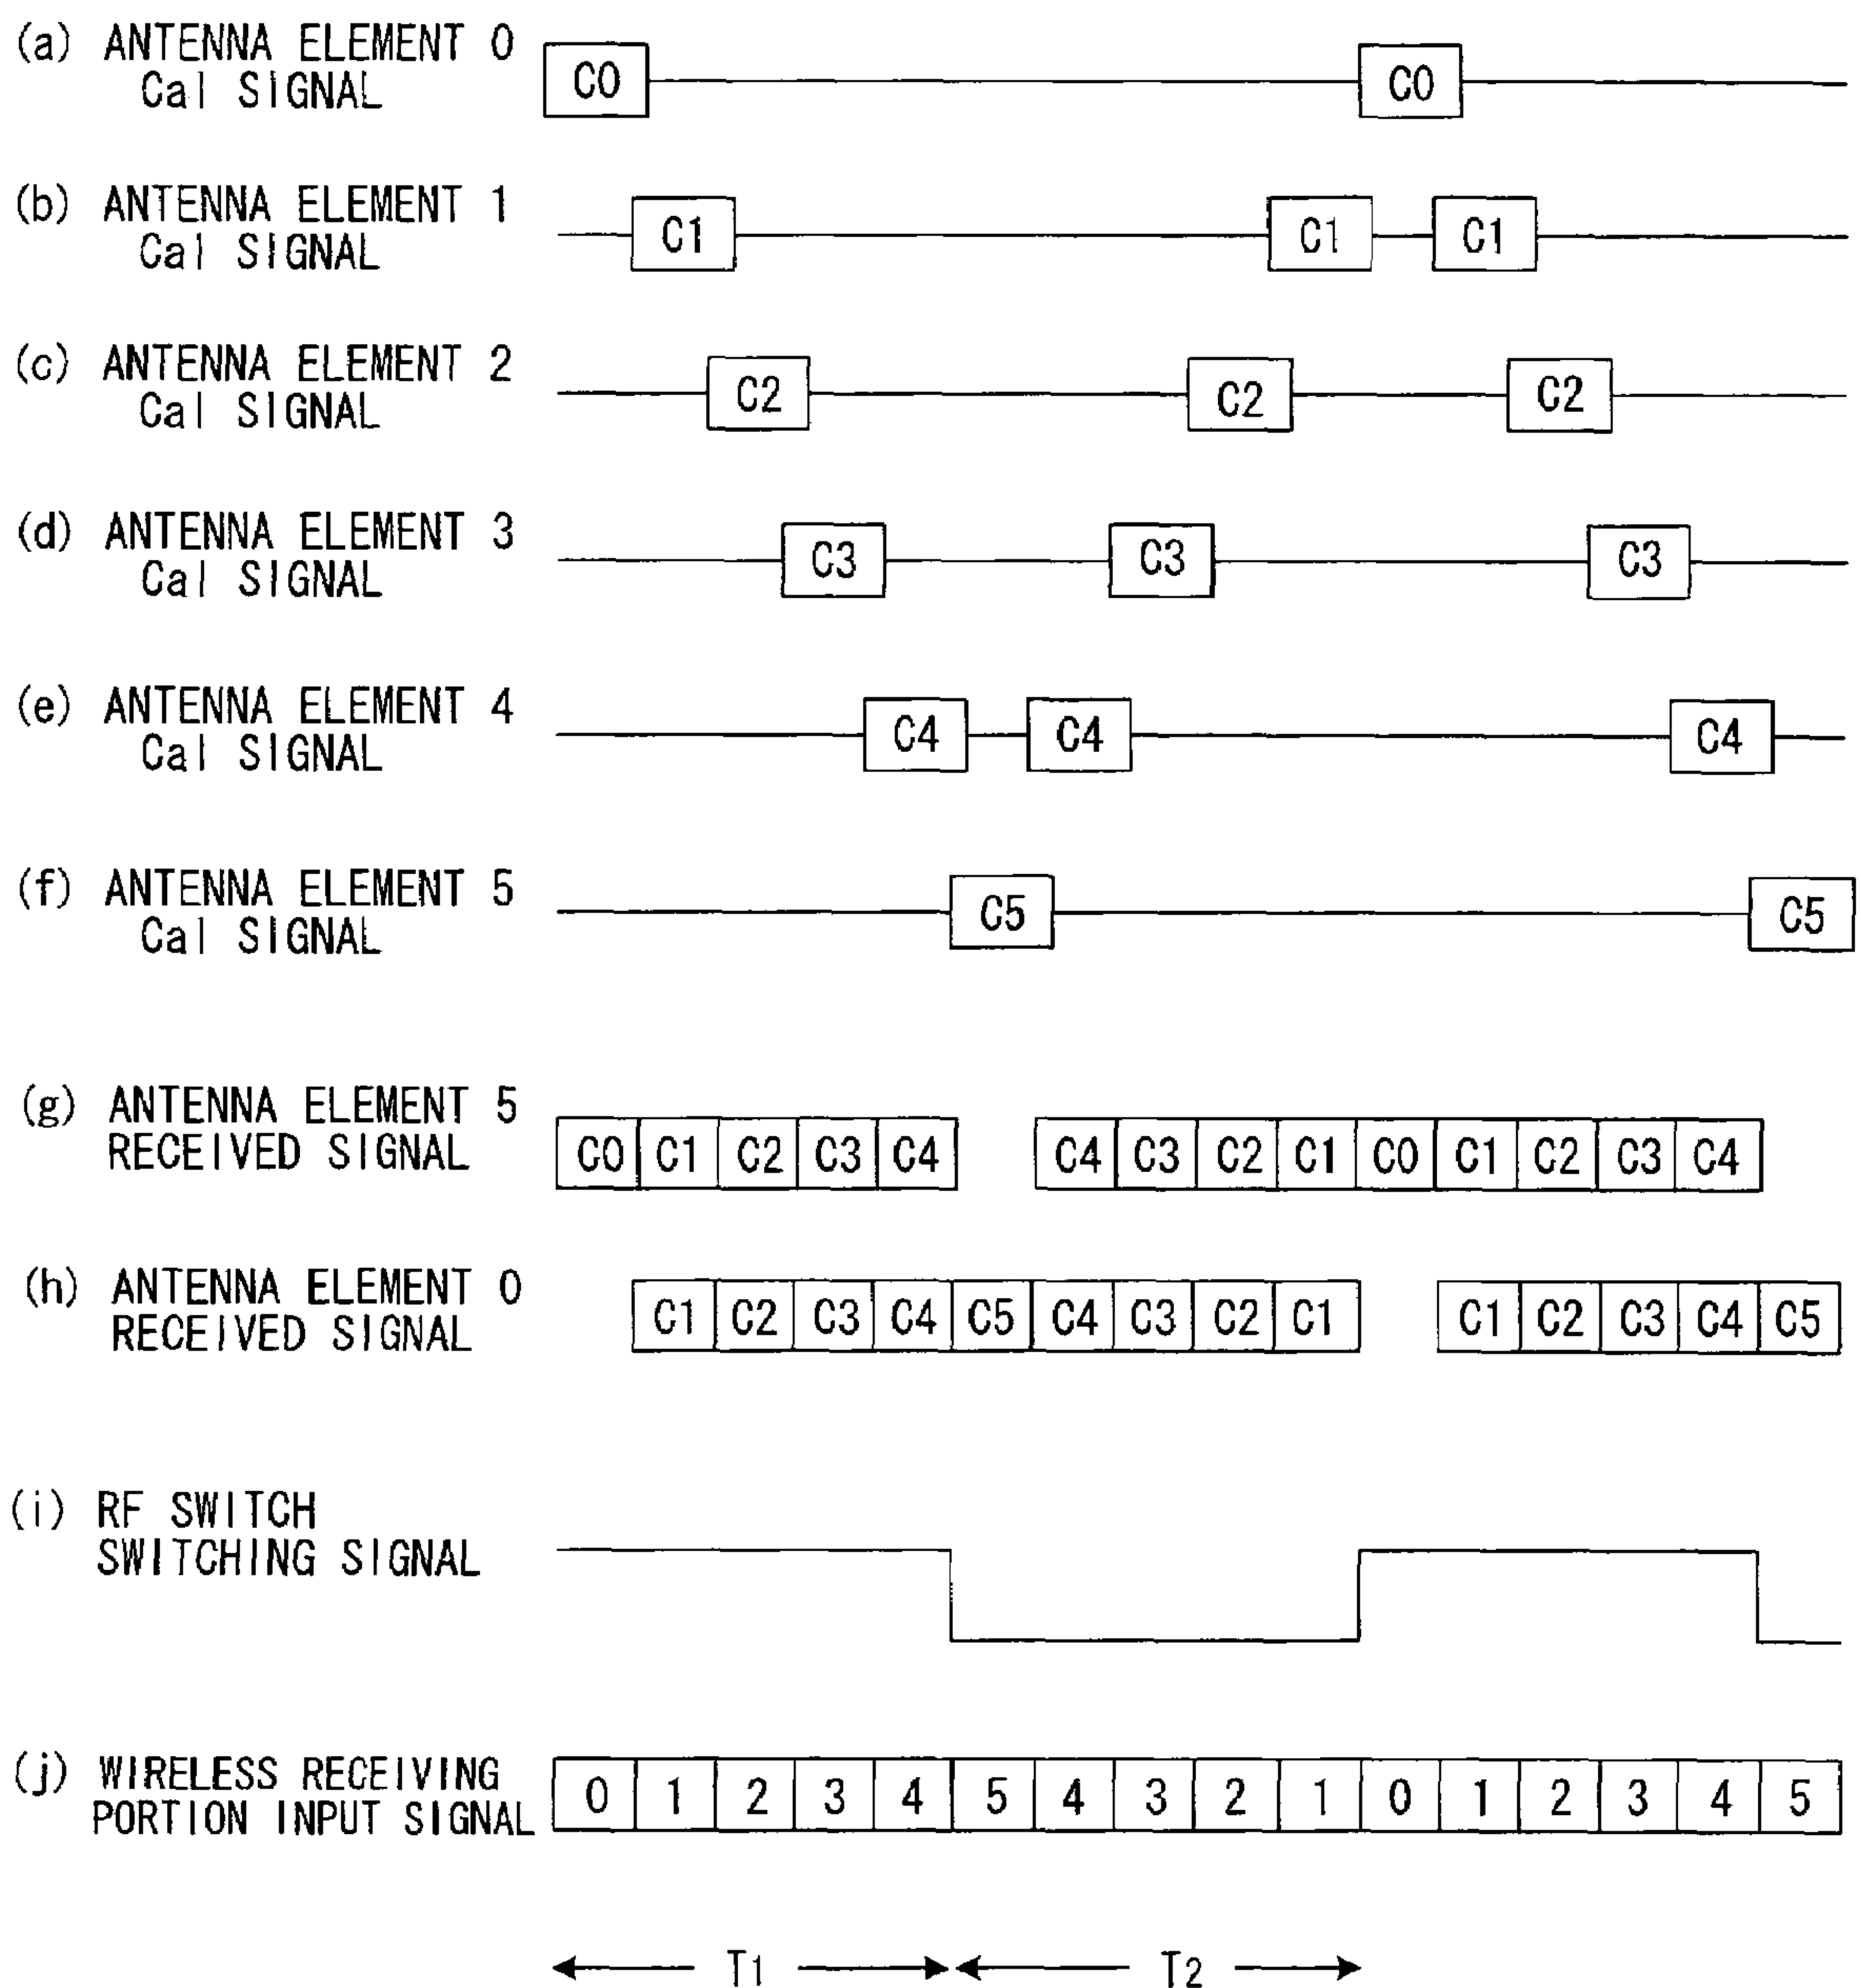 (a) ANTENNA ELEMENT 0
Cal SIGNAL
C0 C0
(b) ANTENNA ELEMENT 1
Cal SIGNAL
C1 C1 C1
(c) ANTENNA ELEMENT 2
Cal SIGNAL
C2 C2 C2
(d) ANTENNA ELEMENT 3
Cal SIGNAL
C3 C3 C3
(e) ANTENNA ELEMENT 4
Cal SIGNAL
C4 C4 C4
(f) ANTENNA ELEMENT 5
Cal SIGNAL
C5 C5
(g) ANTENNA ELEMENT 5
RECEIVED SIGNAL
C0 C1 C2 C3 C4 C4 C3 C2 C1 C0 C1 C2 C3 C4
(h) ANTENNA ELEMENT 0
RECEIVED SIGNAL
C1 C2 C3 C4 C5 C4 C3 C2 C1 C1 C2 C3 C4 C5
(i) RF SWITCH
SWITCHING SIGNAL
(j) WIRELESS RECEIVING
PORTION INPUT SIGNAL
0 1 2 3 4 5 4 3 2 1 0 1 2 3 4 5
T1 T2